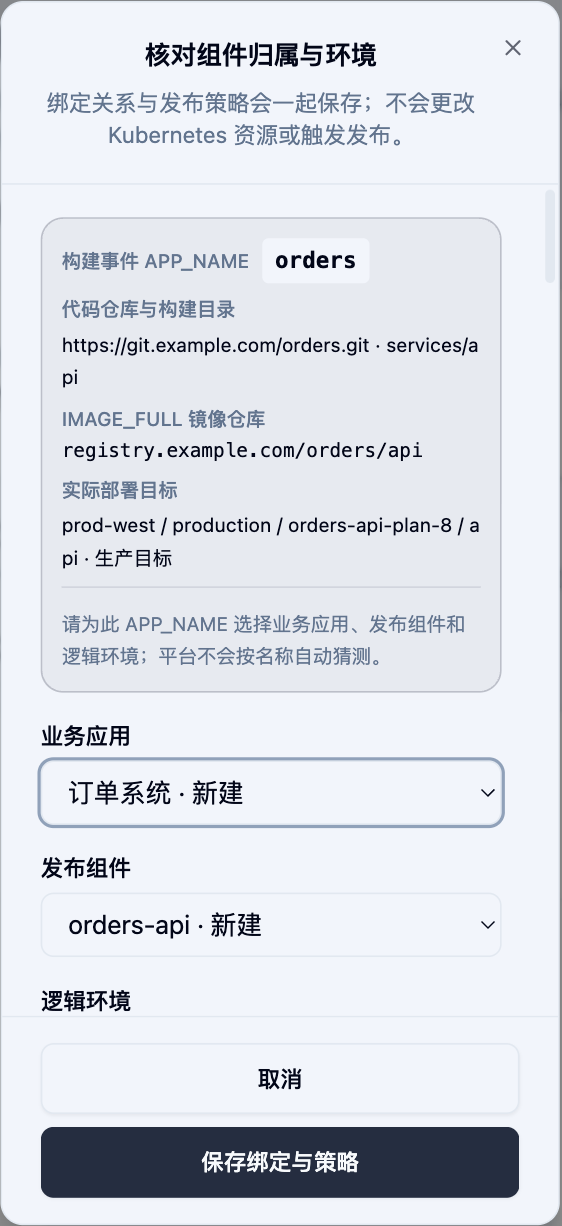 核对组件归属与环境
绑定关系与发布策略会一起保存；不会更改
Kubernetes 资源或触发发布。
构建事件 APP_NAME orders
代码仓库与构建目录
https://git.example.com/orders.git · services/a
pi
IMAGE_FULL 镜像仓库
registry.example.com/orders/api
实际部署目标
prod-west / production / orders-api-plan-8 / a
pi · 生产目标
请为此 APP_NAME 选择业务应用、发布组件和
逻辑环境；平台不会按名称自动猜测。
业务应用
订单系统 · 新建
发布组件
orders-api · 新建
逻辑环境
取消
保存绑定与策略